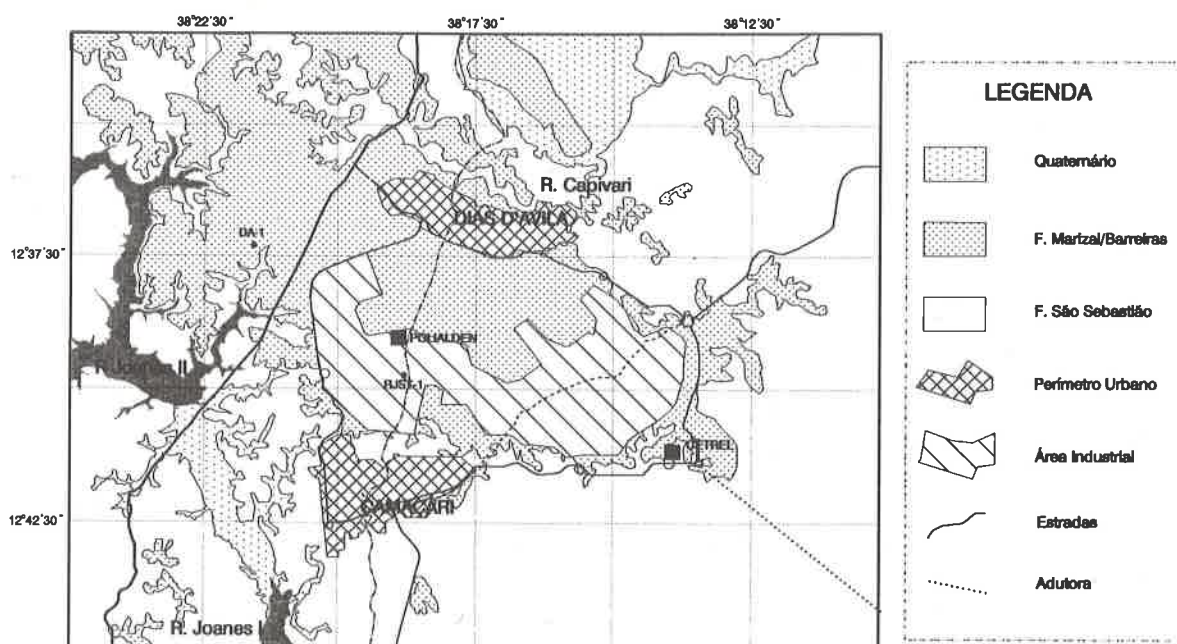 38°22'30"
38°17'30"
38°12'30"
R. Capivari
DIAS D'AVILA
DA-1
12°37'30"
POLIALDEN
R. Joanes II
RJST-1
CETREL
CAMAÇARI
12°42'30"
R. Joanes I
LEGENDA
Quaternário
F. Marizal/Barreiras
F. São Sebastião
Perímetro Urbano
Área Industrial
Estradas
Adutora